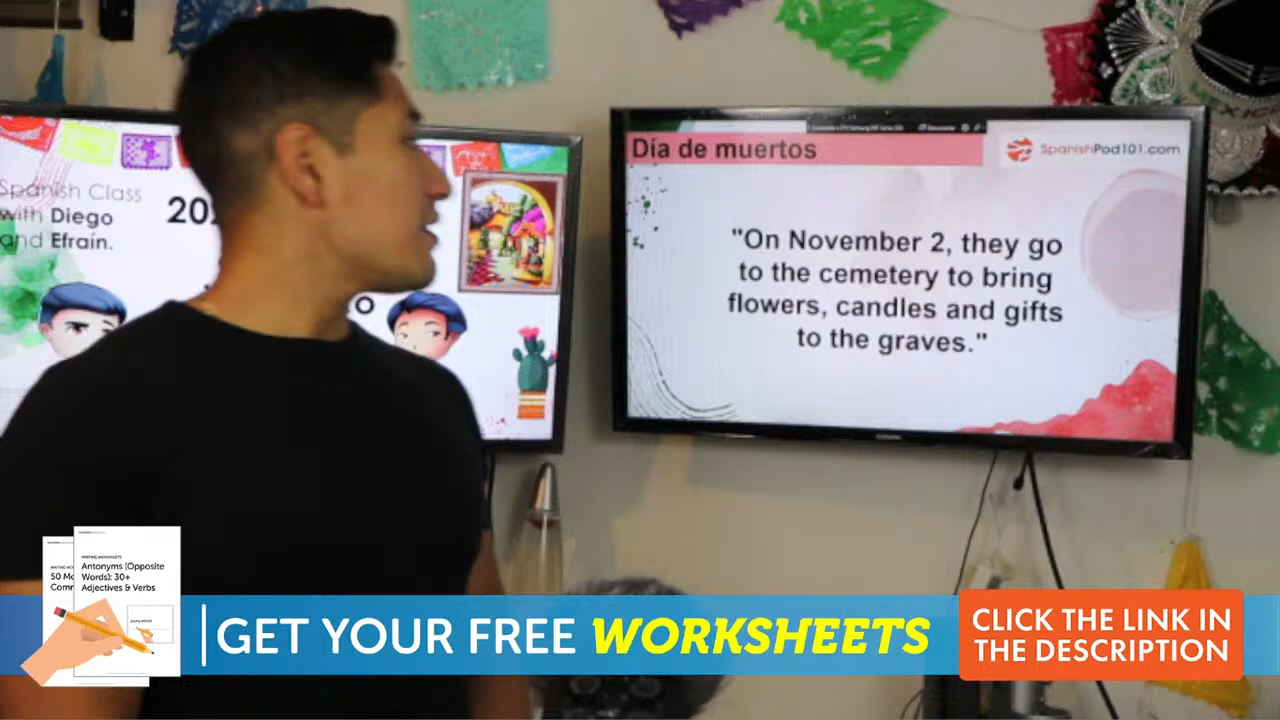 Spanish Class
with Diego
and Efraín.
Día de muertos
SpanishPod101.com
"On November 2, they go
to the cemetery to bring
flowers, candles and gifts
to the graves."
WRITING WORKSHEETS
Antonyms (Opposite
Words): 30+
Adjectives & Verbs
GET YOUR FREE WORKSHEETS
CLICK THE LINK IN
THE DESCRIPTION